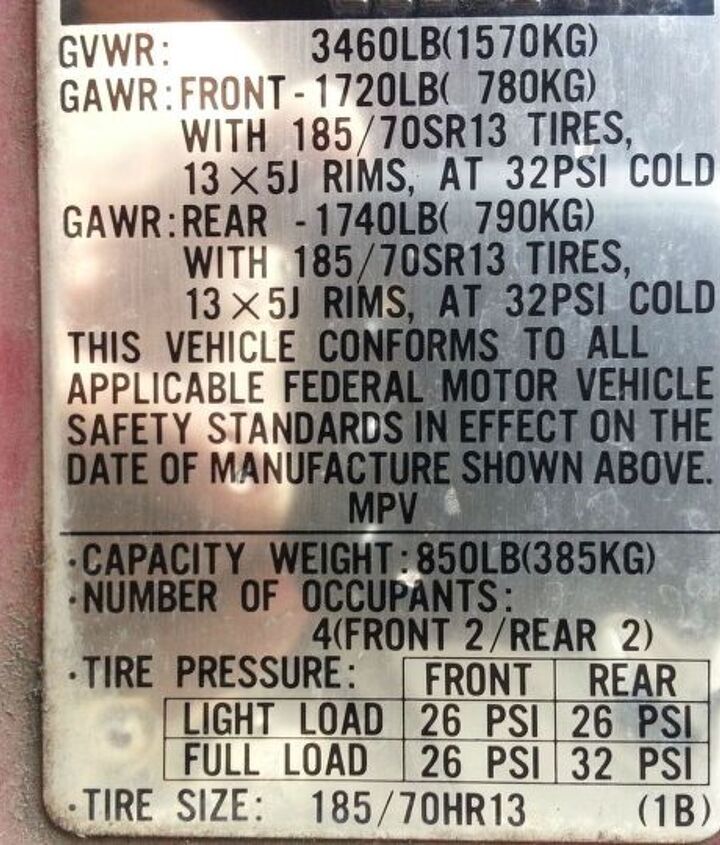 GVWR: 3460LB(1570KG)
GAWR:FRONT-1720LB( 780KG)
WITH 185/70SR13 TIRES,
13×5J RIMS, AT 32PSI COLD
GAWR:REAR -1740LB( 790KG)
WITH 185/70SR13 TIRES,
13×5J RIMS, AT 32PSI COLD
THIS VEHICLE CONFORMS TO ALL
APPLICABLE FEDERAL MOTOR VEHICLE
SAFETY STANDARDS IN EFFECT ON THE
DATE OF MANUFACTURE SHOWN ABOVE.
MPV
·CAPACITY WEIGHT:850LB(385KG)
·NUMBER OF OCCUPANTS:
4(FRONT 2/REAR 2)
·TIRE PRESSURE: FRONT REAR
LIGHT LOAD 26 PSI 26 PSI
FULL LOAD 26 PSI 32 PSI
·TIRE SIZE: 185/70HR13 (1B)